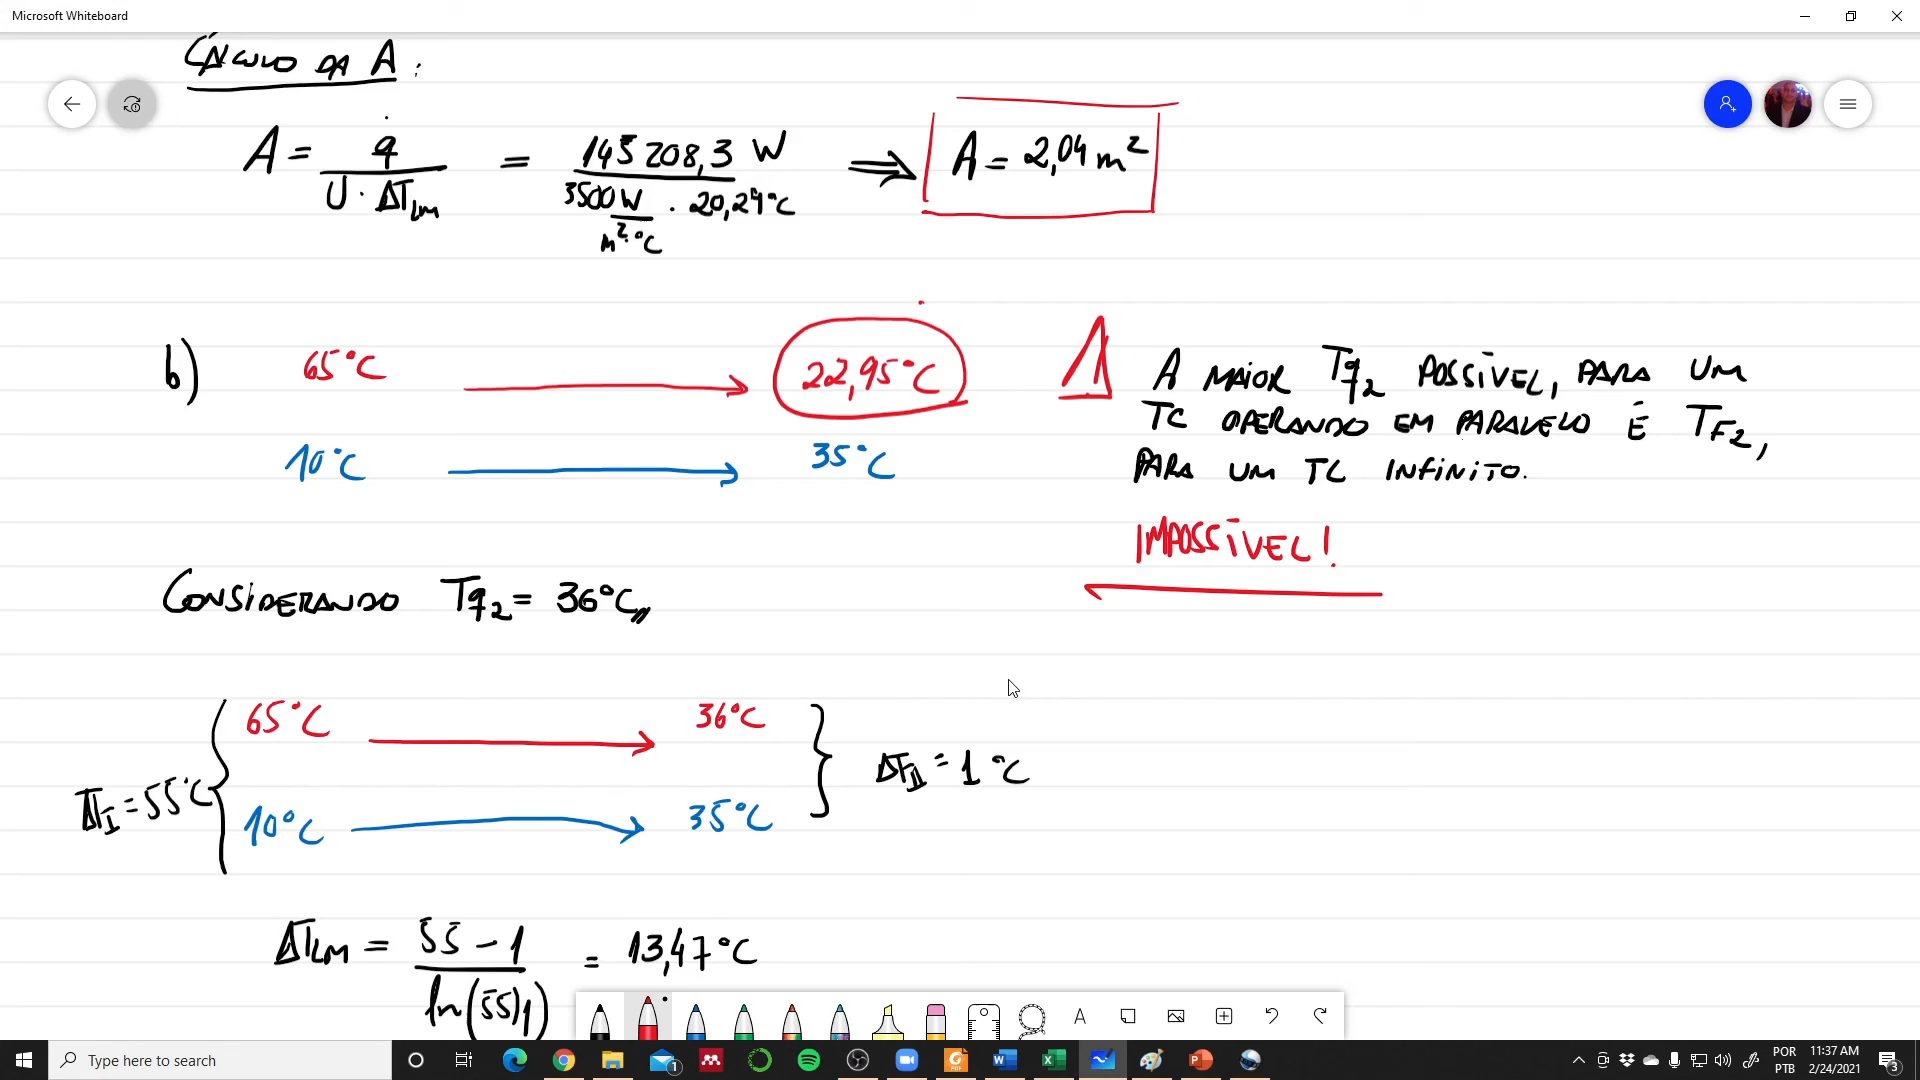 Microsoft Whiteboard
CÁLCULO DA A :
A = q / U · ΔTLM = 145 208,3 W / 3500 W/m²·°C · 20,29°C ⇒ A = 2,04 m²
b) 65°C → 22,95°C
10°C → 35°C
A MAIOR Tq2 POSSÍVEL, PARA UM
TC OPERANDO EM PARALELO É TF2,
PARA UM TC INFINITO.
IMPOSSÍVEL!
CONSIDERANDO Tq2 = 36°C,,
65°C → 36°C
ΔTI = 55°C
ΔTII = 1 °C
10°C → 35°C
ΔTLM = 55 - 1 / ln(55/1) = 13,47°C
Type here to search
1
POR
PTB
11:37 AM
2/24/2021
3